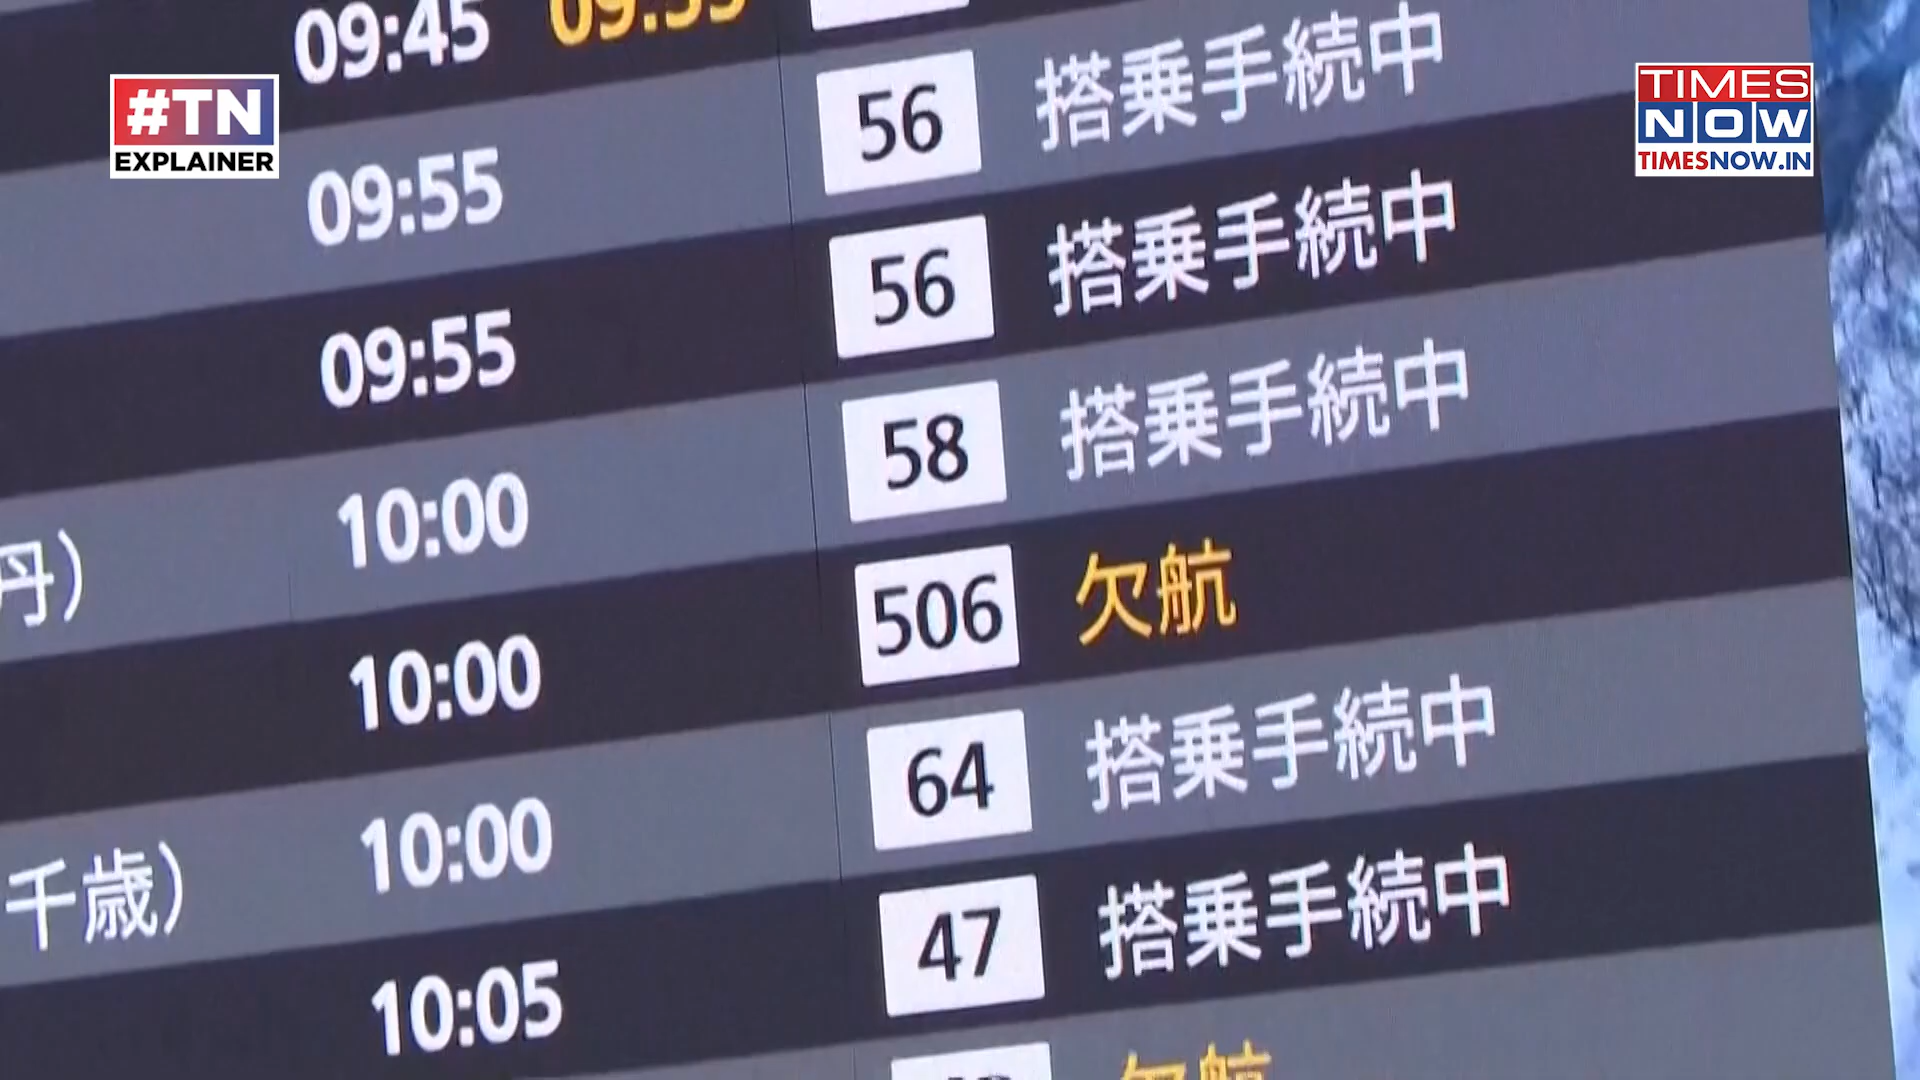 09:45
#TN
EXPLAINER
TIMES
NOW
TIMESNOW.IN
09:55 56 搭乗手続中
09:55 56 搭乗手続中
丹） 10:00 58 搭乗手続中
10:00 506 欠航
千歳） 10:00 64 搭乗手続中
10:05 47 搭乗手続中
欠航